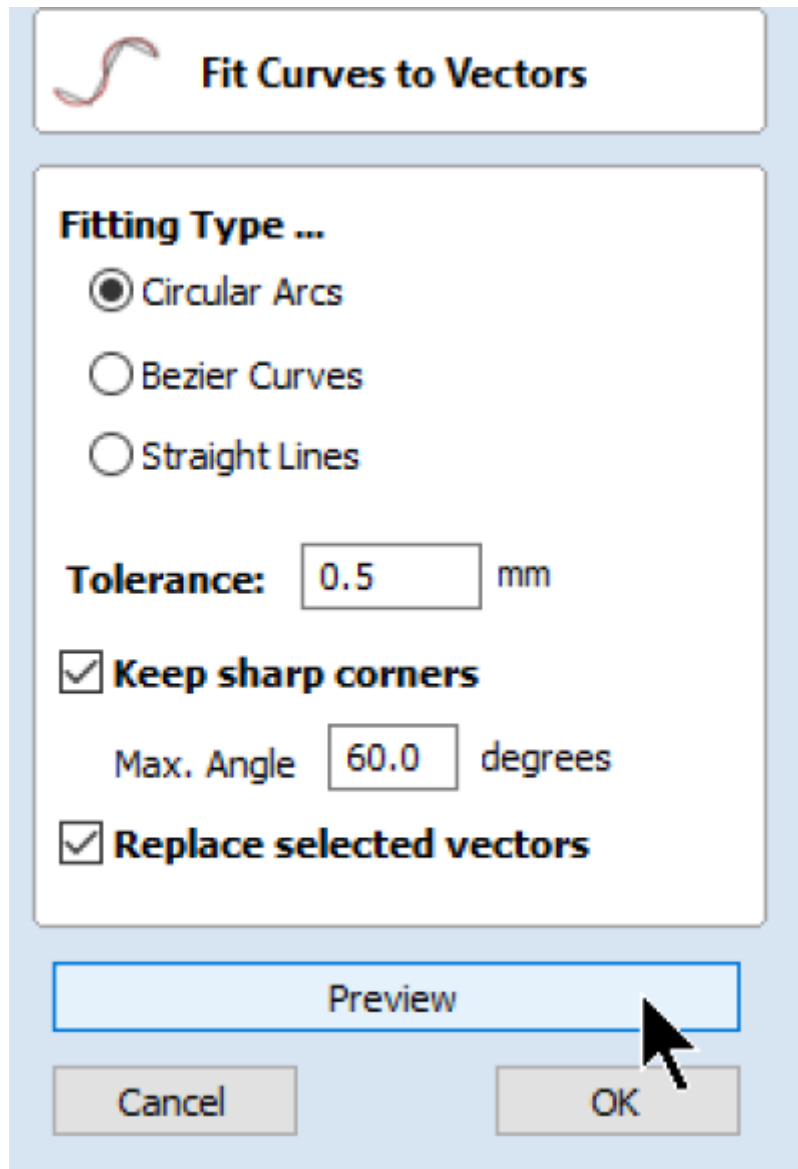 Fit Curves to Vectors
Fitting Type ...
Circular Arcs
Bezier Curves
Straight Lines
Tolerance: 0.5 mm
Keep sharp corners
Max. Angle 60.0 degrees
Replace selected vectors
Preview
Cancel OK